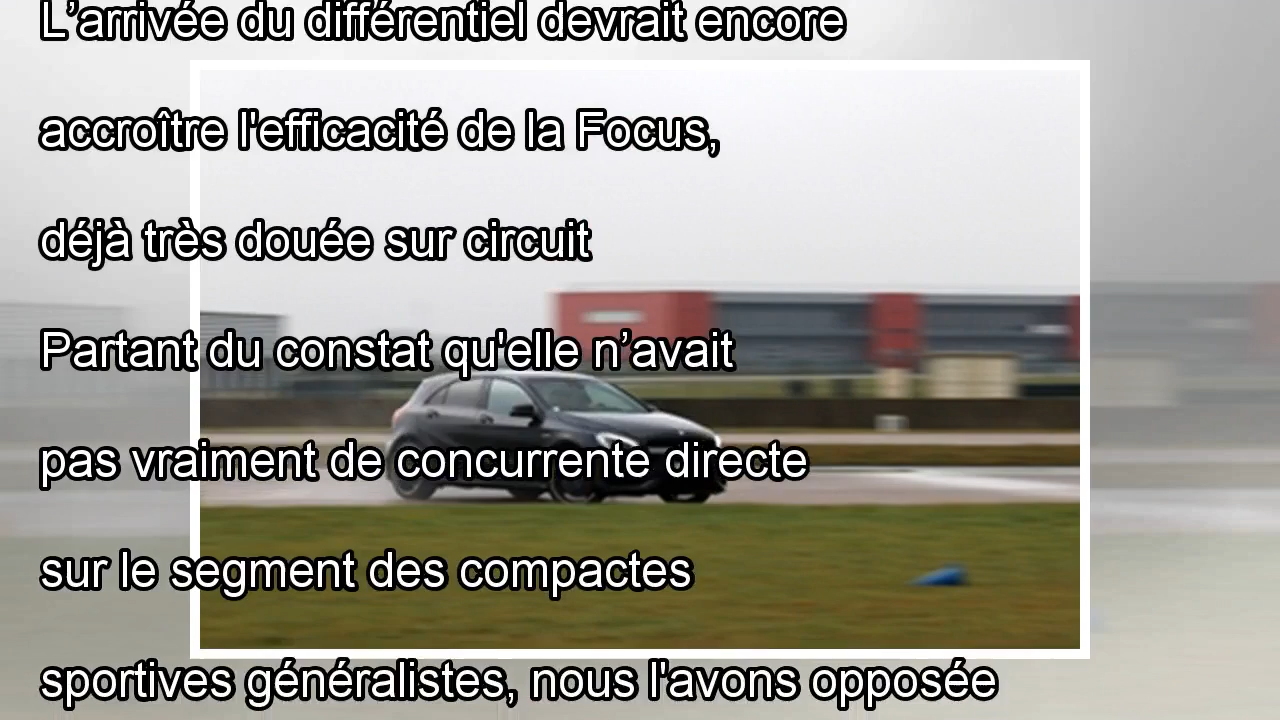 L’arrivée du différentiel devrait encore
accroître l'efficacité de la Focus,
déjà très douée sur circuit
Partant du constat qu'elle n’avait
pas vraiment de concurrente directe
sur le segment des compactes
sportives généralistes, nous l'avons opposée